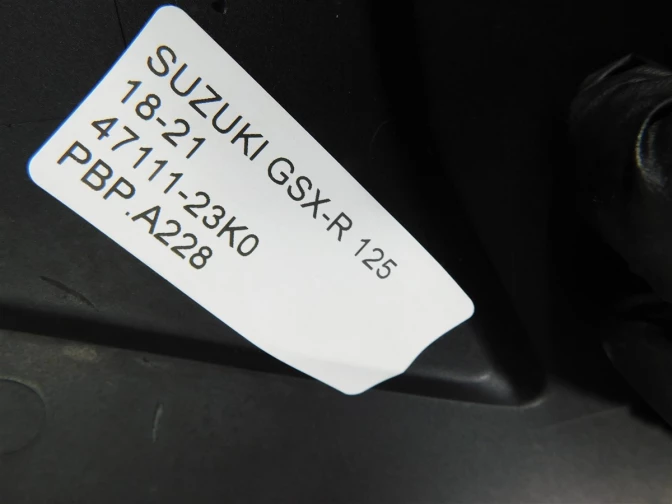 SUZUKI GSX-R 125
18-21
47111-23K0
PBP.A228